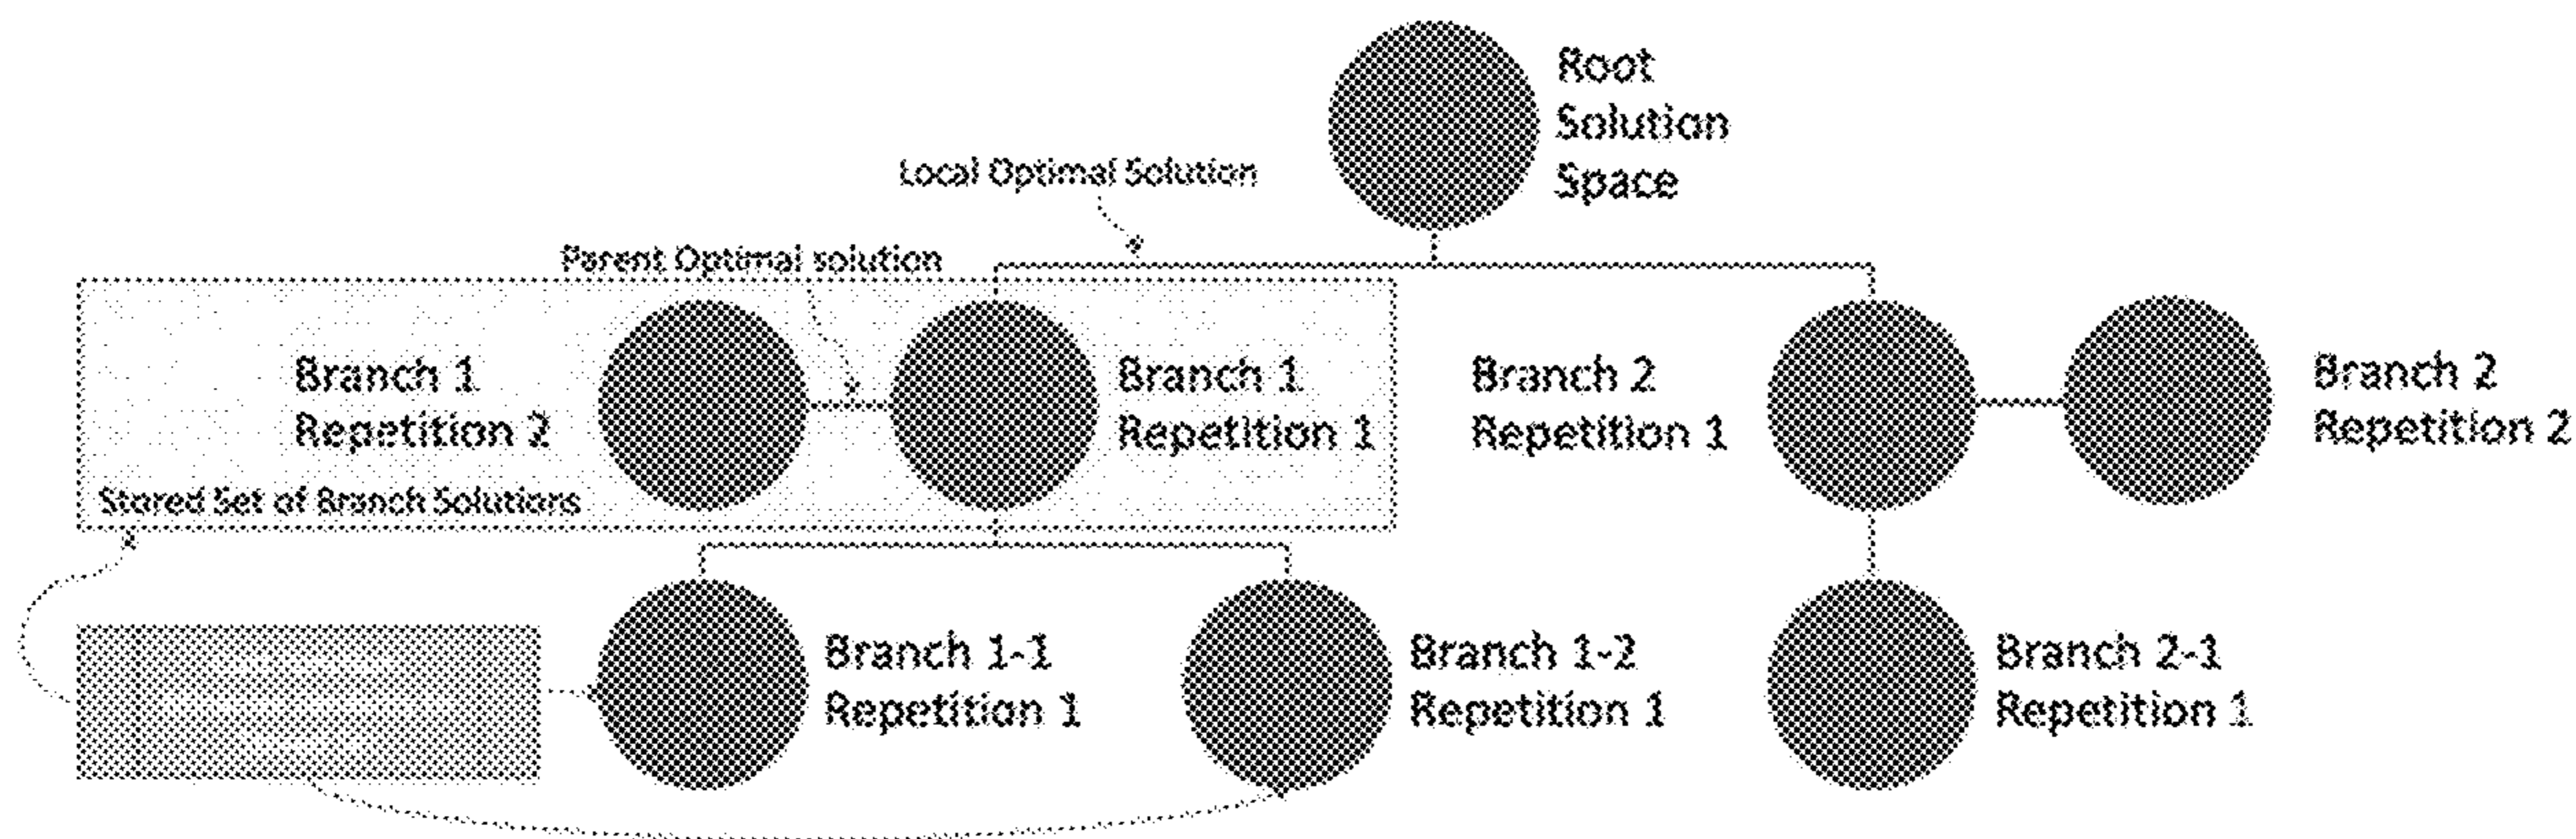 Root
Solution
Space
Local Optimal Solution
Parent Optimal solution
Branch 1
Repetition 2
Branch 1
Repetition 1
Branch 2
Repetition 1
Branch 2
Repetition 2
Stored Set of Branch Solutions
Branch 1-1
Repetition 1
Branch 1-2
Repetition 1
Branch 2-1
Repetition 1